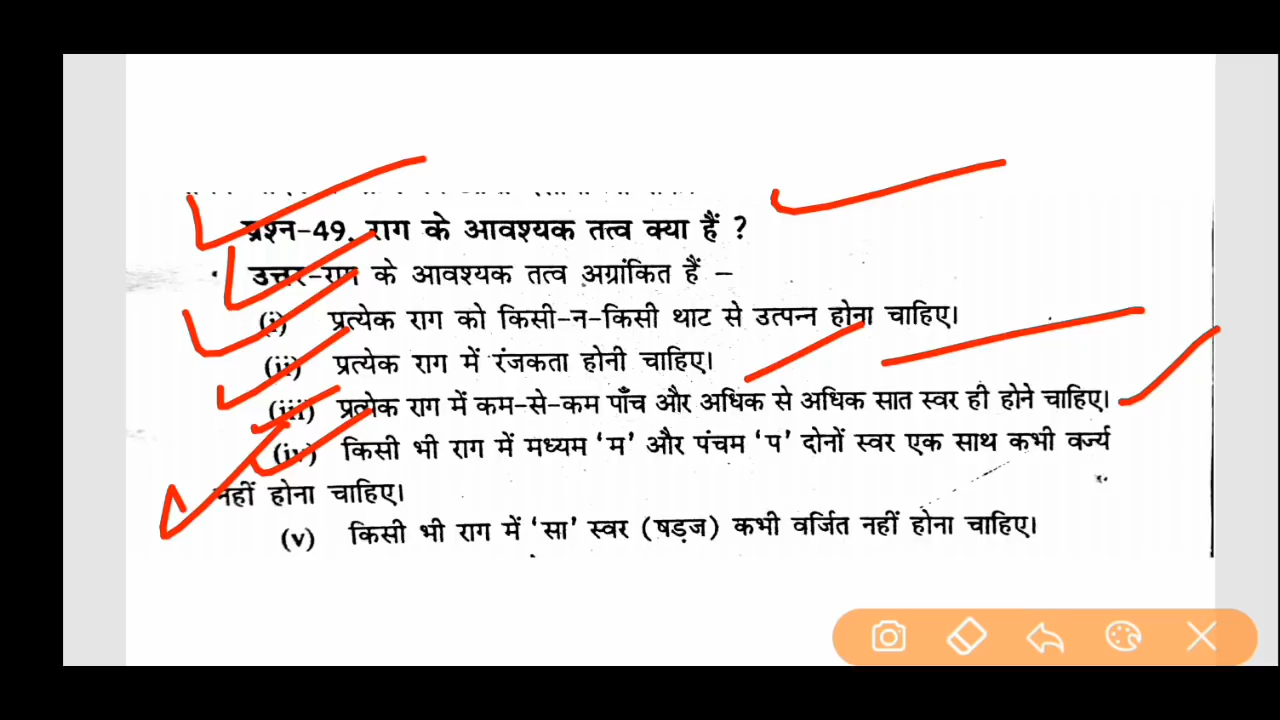 प्रश्न-49. राग के आवश्यक तत्व क्या हैं ?
उत्तर-राग के आवश्यक तत्व अग्रांकित हैं –
(i) प्रत्येक राग को किसी-न-किसी थाट से उत्पन्न होना चाहिए।
(ii) प्रत्येक राग में रंजकता होनी चाहिए।
(iii) प्रत्येक राग में कम-से-कम पाँच और अधिक से अधिक सात स्वर ही होने चाहिए।
(iv) किसी भी राग में मध्यम ‘म’ और पंचम ‘प’ दोनों स्वर एक साथ कभी वर्ज्य
नहीं होना चाहिए।
(v) किसी भी राग में ‘सा’ स्वर (षड़ज) कभी वर्जित नहीं होना चाहिए।